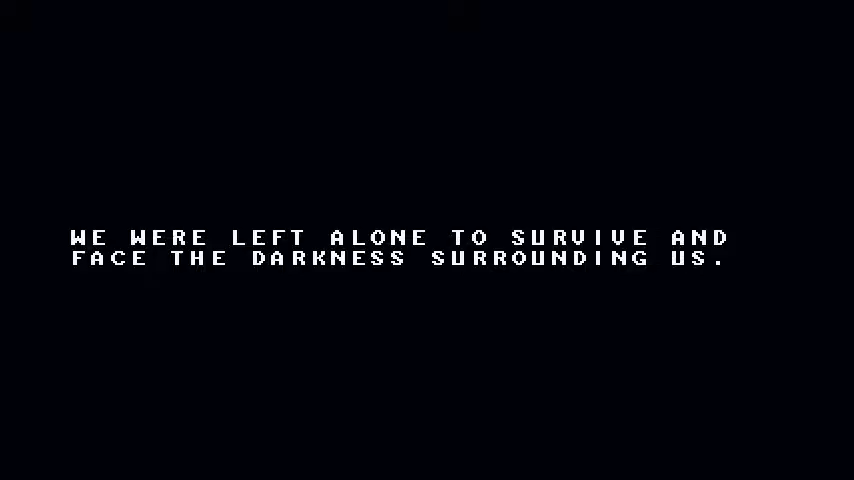 WE WERE LEFT ALONE TO SURVIVE AND
FACE THE DARKNESS SURROUNDING US.